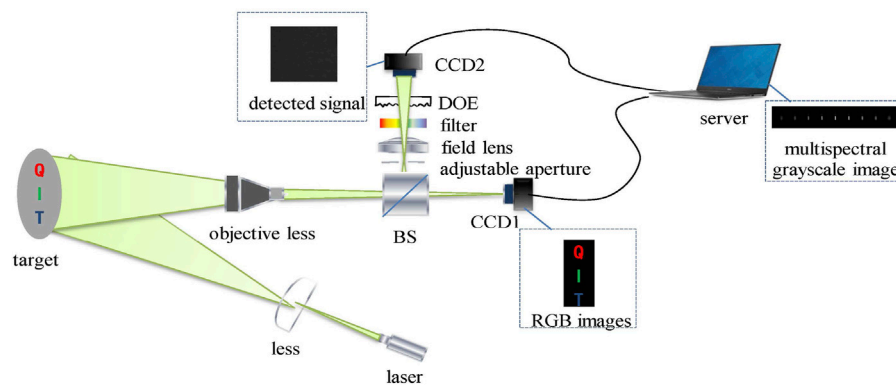 CCD2
detected signal
DOE
filter
field lens
adjustable aperture
server
multispectral
grayscale image
Q
I
T
target
objective less
BS
CCD1
Q
I
T
RGB images
less
laser